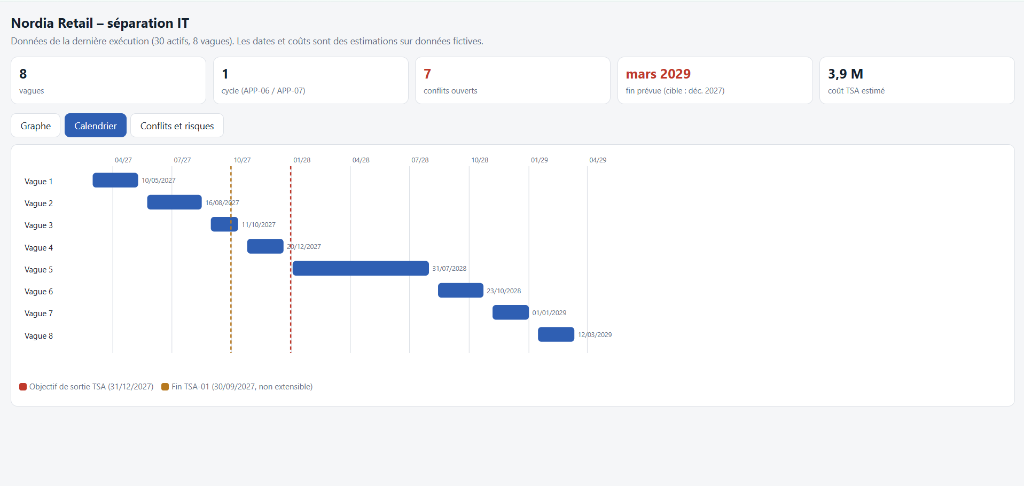 Nordia Retail – séparation IT
Données de la dernière exécution (30 actifs, 8 vagues). Les dates et coûts sont des estimations sur données fictives.
8
vagues
1
cycle (APP-06 / APP-07)
7
conflits ouverts
mars 2029
fin prévue (cible : déc. 2027)
3,9 M
coût TSA estimé
Graphe
Calendrier
Conflits et risques
04/27 07/27 10/27 01/28 04/28 07/28 10/28 01/29 04/29
Vague 1 10/05/2027
Vague 2 16/08/2027
Vague 3 11/10/2027
Vague 4 20/12/2027
Vague 5 31/07/2028
Vague 6 23/10/2028
Vague 7 01/01/2029
Vague 8 12/03/2029
Objectif de sortie TSA (31/12/2027) Fin TSA-01 (30/09/2027, non extensible)